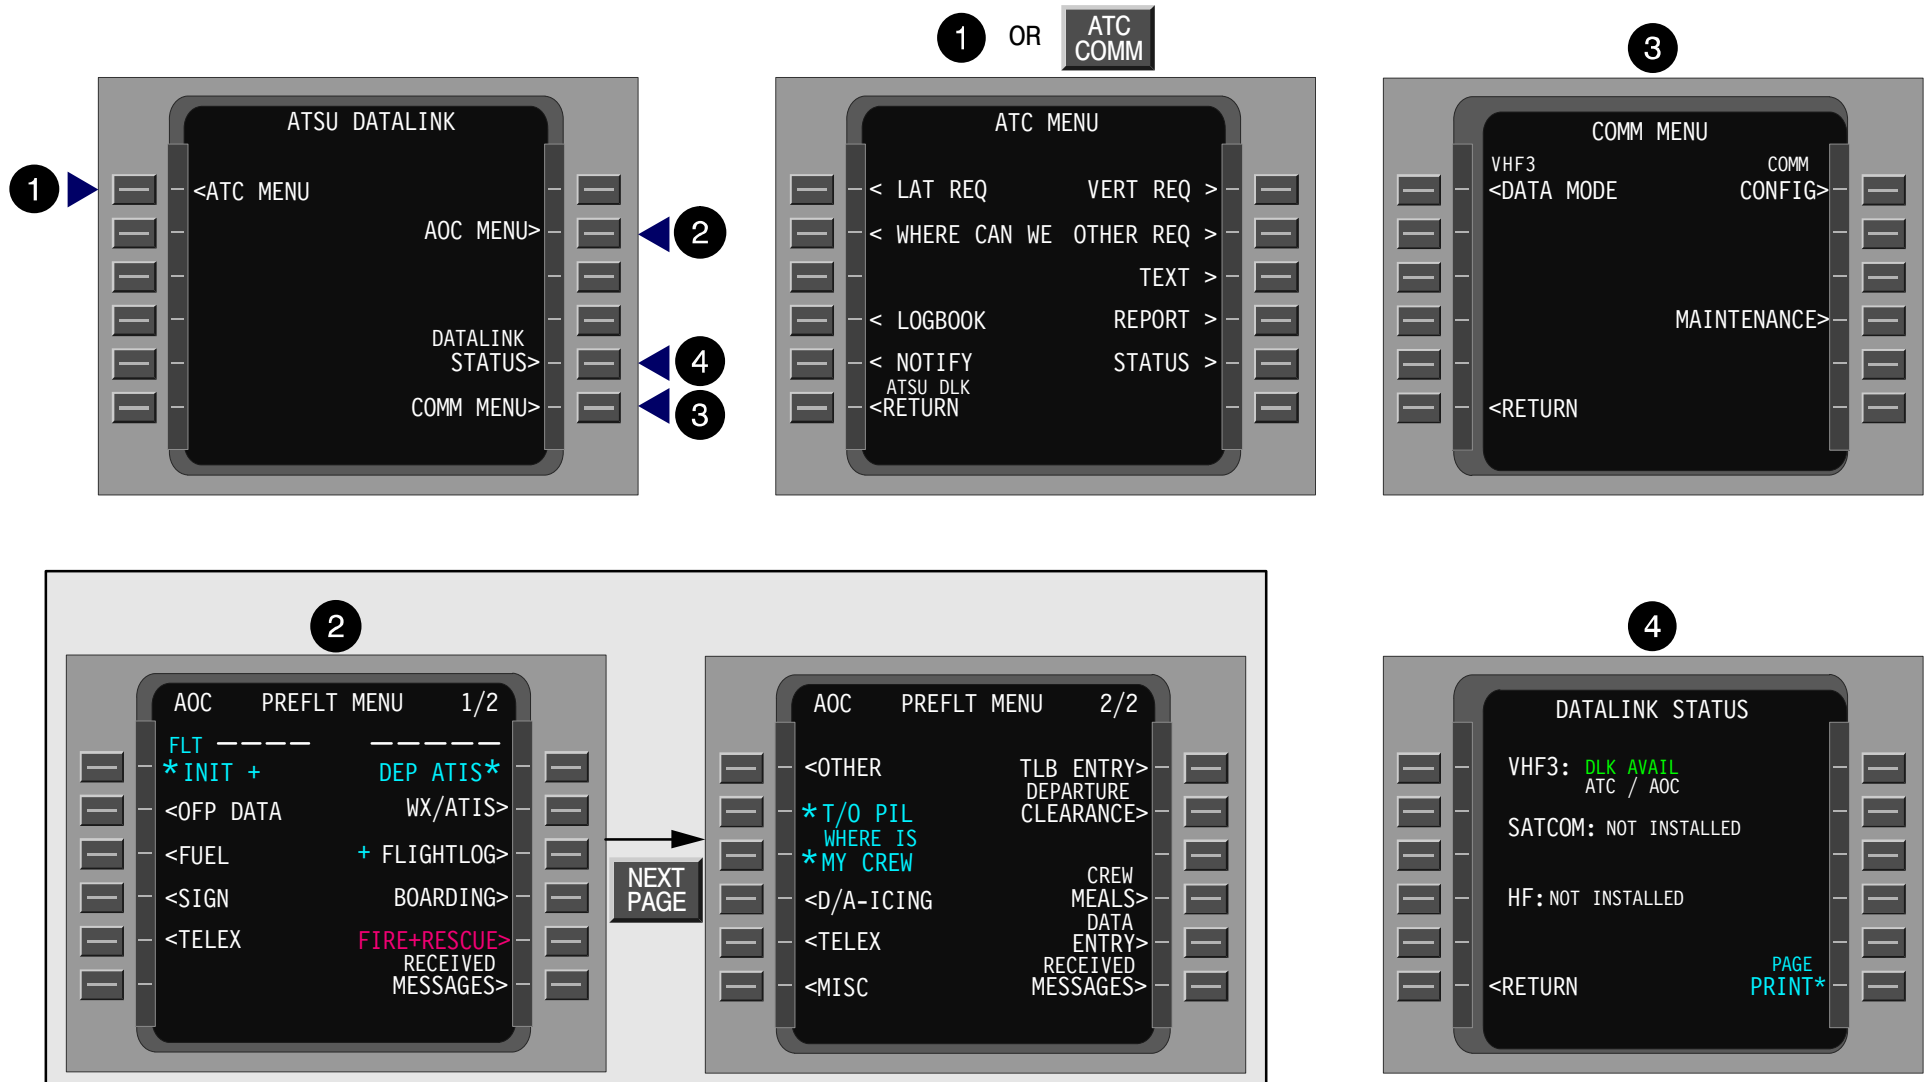 1 OR ATC COMM
3
ATSU DATALINK
1
<ATC MENU
AOC MENU>
2
DATALINK
STATUS>
4
COMM MENU>
3
ATC MENU
< LAT REQ VERT REQ >
< WHERE CAN WE OTHER REQ >
TEXT >
< LOGBOOK REPORT >
< NOTIFY STATUS >
ATSU DLK
<RETURN
COMM MENU
VHF3 COMM
<DATA MODE CONFIG>
MAINTENANCE>
<RETURN
2
AOC PREFLT MENU 1/2
FLT ---- -----
*INIT + DEP ATIS*
<OFP DATA WX/ATIS>
<FUEL + FLIGHTLOG>
<SIGN BOARDING>
<TELEX FIRE+RESCUE>
RECEIVED
MESSAGES>
NEXT
PAGE
AOC PREFLT MENU 2/2
<OTHER TLB ENTRY>
DEPARTURE
*T/O PIL CLEARANCE>
WHERE IS
*MY CREW
CREW
<D/A-ICING MEALS>
DATA
<TELEX ENTRY>
RECEIVED
<MISC MESSAGES>
4
DATALINK STATUS
VHF3: DLK AVAIL
ATC / AOC
SATCOM: NOT INSTALLED
HF: NOT INSTALLED
PAGE
<RETURN PRINT*